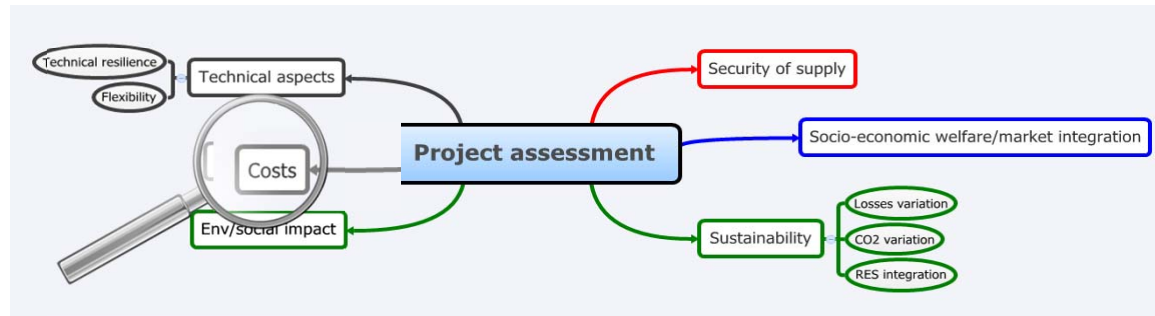 Technical resilience
Flexibility
Technical aspects
Costs
Env/social impact
Project assessment
Security of supply
Socio-economic welfare/market integration
Sustainability
Losses variation
CO2 variation
RES integration